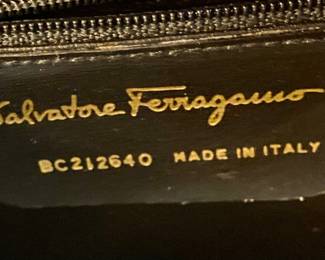 Salvatore Ferragamo
BC212640 MADE IN ITALY